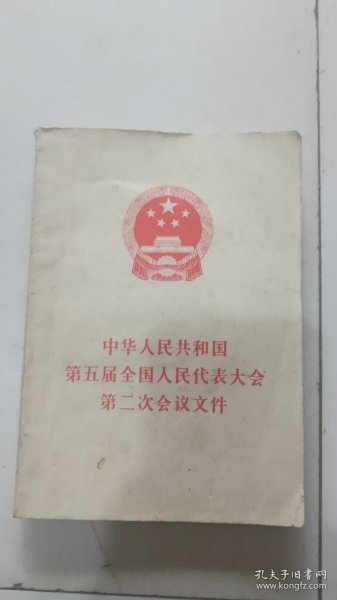 中华人民共和国
第五届全国人民代表大会
第二次会议文件
孔夫子旧书网
www.kongfz.com